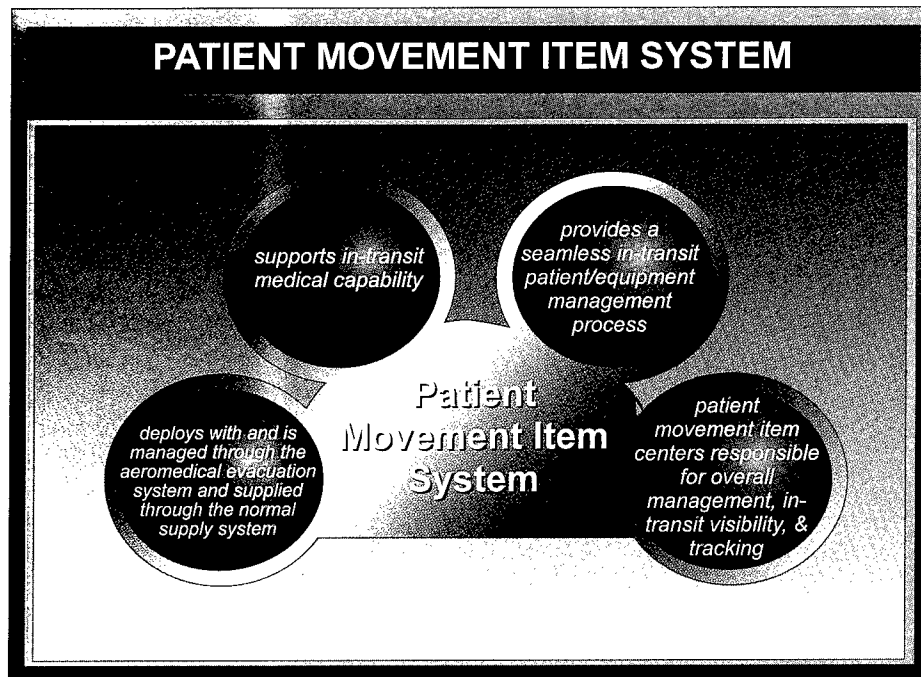 PATIENT MOVEMENT ITEM SYSTEM
supports in-transit
medical capability
provides a
seamless in-transit
patient/equipment
management
process
deploys with and is
managed through the
aeromedical evacuation
system and supplied
through the normal
supply system
Patient
Movement Item
System
patient
movement item
centers responsible
for overall
management, in-
transit visibility, &
tracking